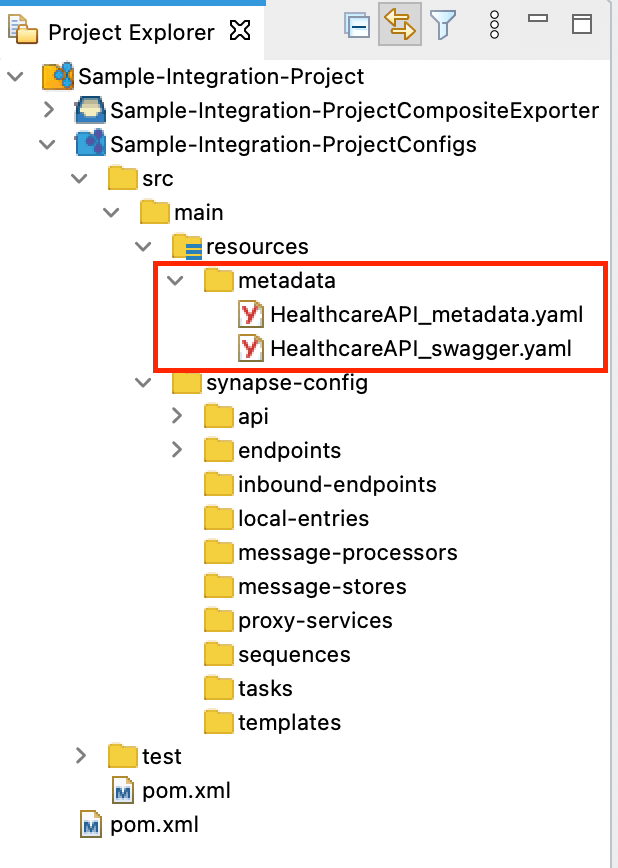 Project Explorer
Sample-Integration-Project
Sample-Integration-ProjectCompositeExporter
Sample-Integration-ProjectConfigs
src
main
resources
metadata
HealthcareAPI_metadata.yaml
HealthcareAPI_swagger.yaml
synapse-config
api
endpoints
inbound-endpoints
local-entries
message-processors
message-stores
proxy-services
sequences
tasks
templates
test
pom.xml
pom.xml